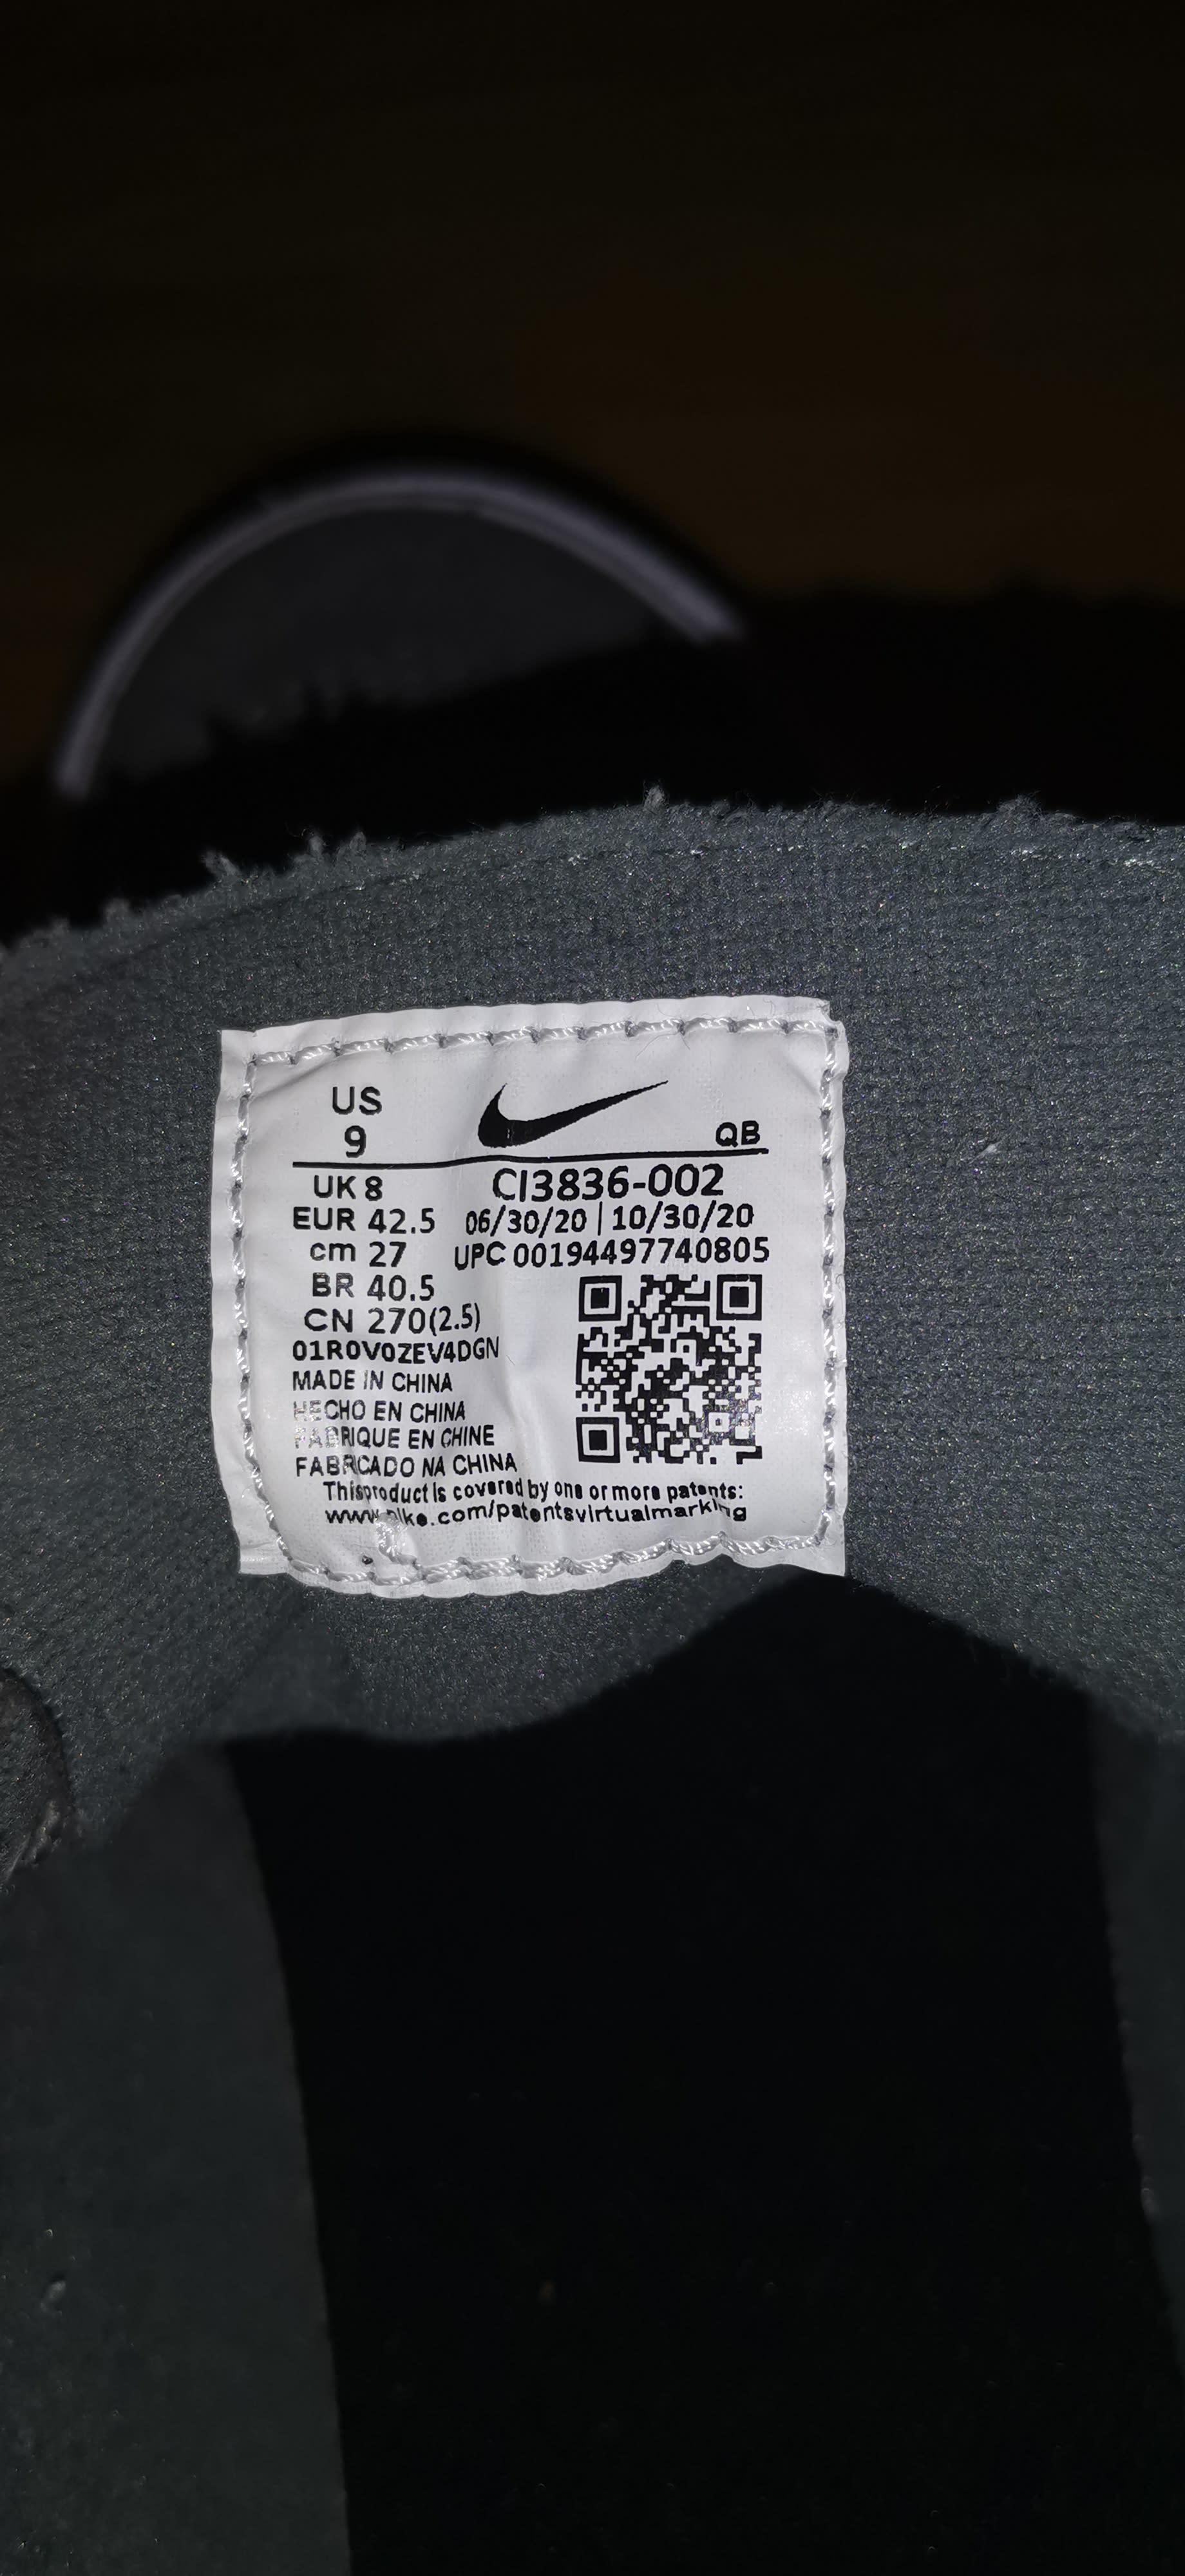 US
9
QB
UK 8
CI3836-002
EUR 42.5
06/30/20 | 10/30/20
cm 27
UPC 00194497740805
BR 40.5
CN 270(2.5)
01R0V0ZEV4DGN
MADE IN CHINA
HECHO EN CHINA
FABRIQUE EN CHINE
FABRCADO NA CHINA
This product is covered by one or more patents:
www.nike.com/patentsvirtualmarking